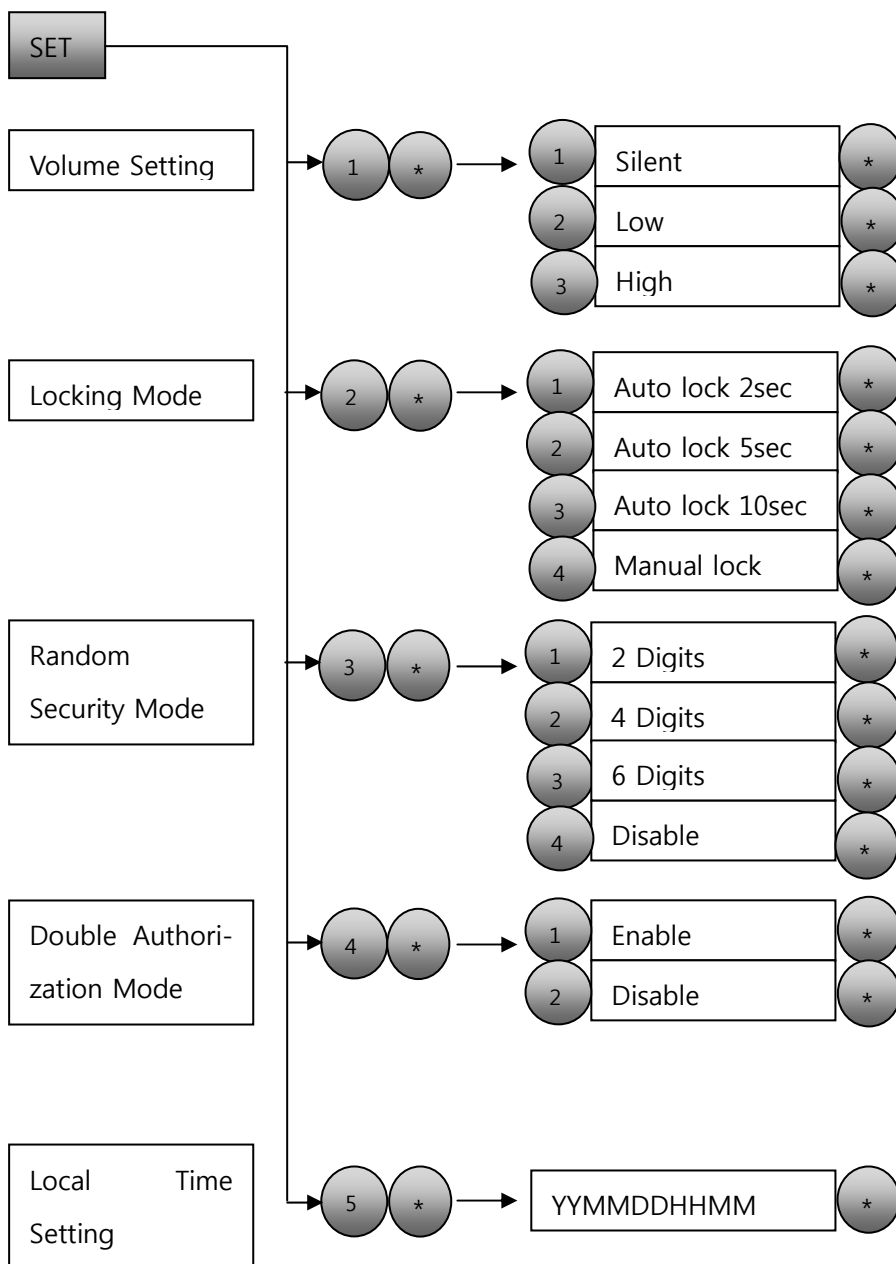 SET
Volume Setting
1 *
1 Silent *
2 Low *
3 High *
Locking Mode
2 *
1 Auto lock 2sec *
2 Auto lock 5sec *
3 Auto lock 10sec *
4 Manual lock *
Random
Security Mode
3 *
1 2 Digits *
2 4 Digits *
3 6 Digits *
4 Disable *
Double Authori-
zation Mode
4 *
1 Enable *
2 Disable *
Local Time
Setting
5 *
YYMMDDHHMM *